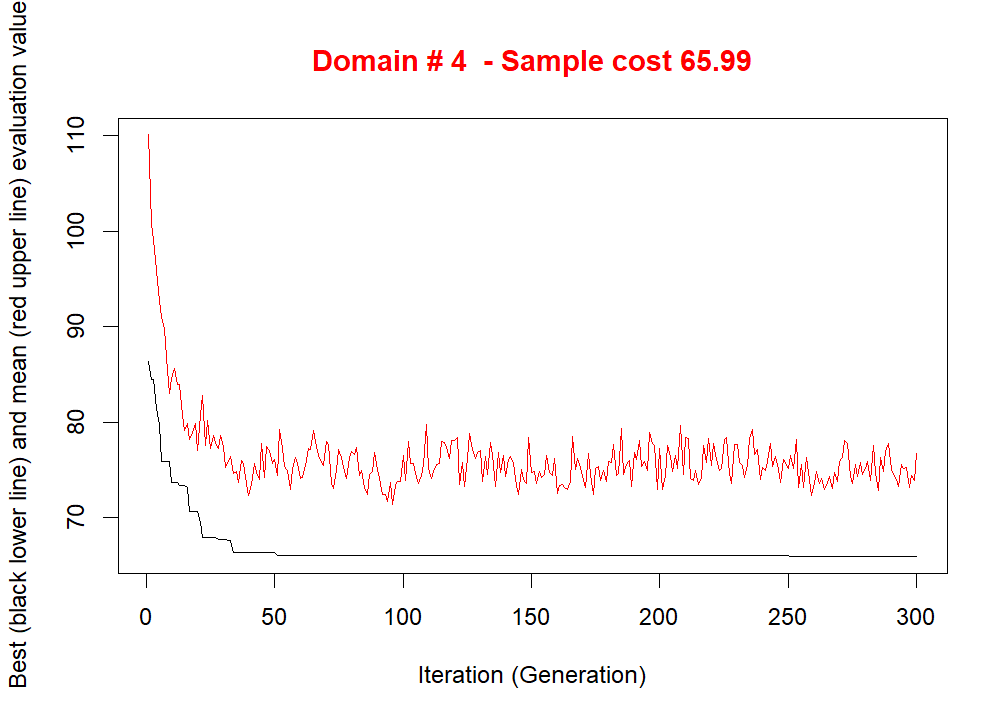 Domain # 4  - Sample cost 65.99
Best (black lower line) and mean (red upper line) evaluation value
110
100
90
80
70
0 50 100 150 200 250 300
Iteration (Generation)